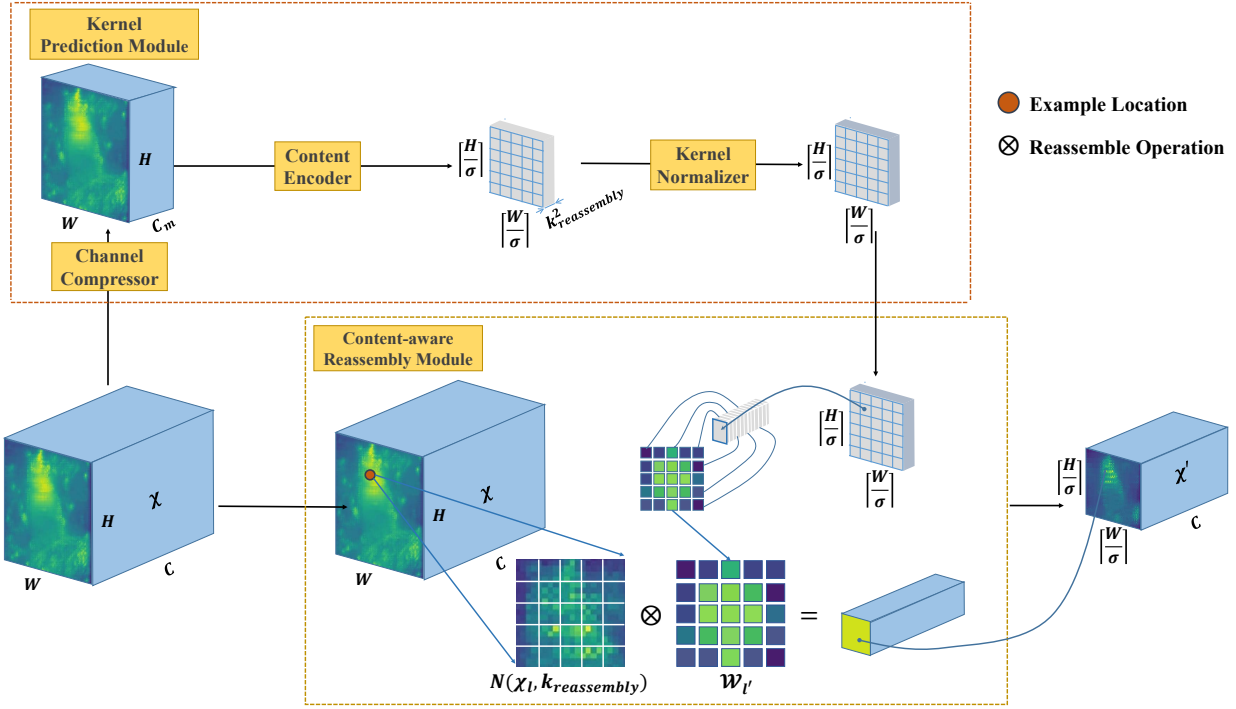 Kernel
Prediction Module
H
W
C_m
Channel
Compressor
Content
Encoder
⌈H/σ⌉
⌈W/σ⌉
k²_reassembly
Kernel
Normalizer
⌈H/σ⌉
⌈W/σ⌉
Example Location
⊗ Reassemble Operation
Content-aware
Reassembly Module
χ
H
W
C
χ
H
W
C
⌈H/σ⌉
⌈W/σ⌉
N(χ_l, k_reassembly)
⊗
𝒲_l'
=
⌈H/σ⌉
⌈W/σ⌉
χ'
C